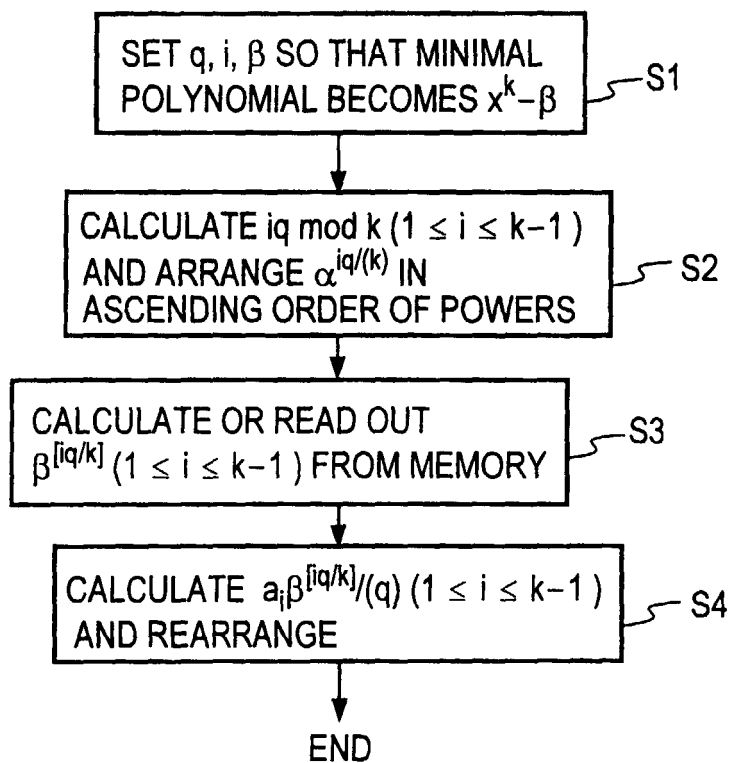 SET q, i, β SO THAT MINIMAL
POLYNOMIAL BECOMES x^k−β
S1
CALCULATE iq mod k (1 ≤ i ≤ k−1)
AND ARRANGE α^iq/(k) IN
ASCENDING ORDER OF POWERS
S2
CALCULATE OR READ OUT
β^[iq/k] (1 ≤ i ≤ k−1) FROM MEMORY
S3
CALCULATE a_iβ^[iq/k]/(q) (1 ≤ i ≤ k−1)
AND REARRANGE
S4
END